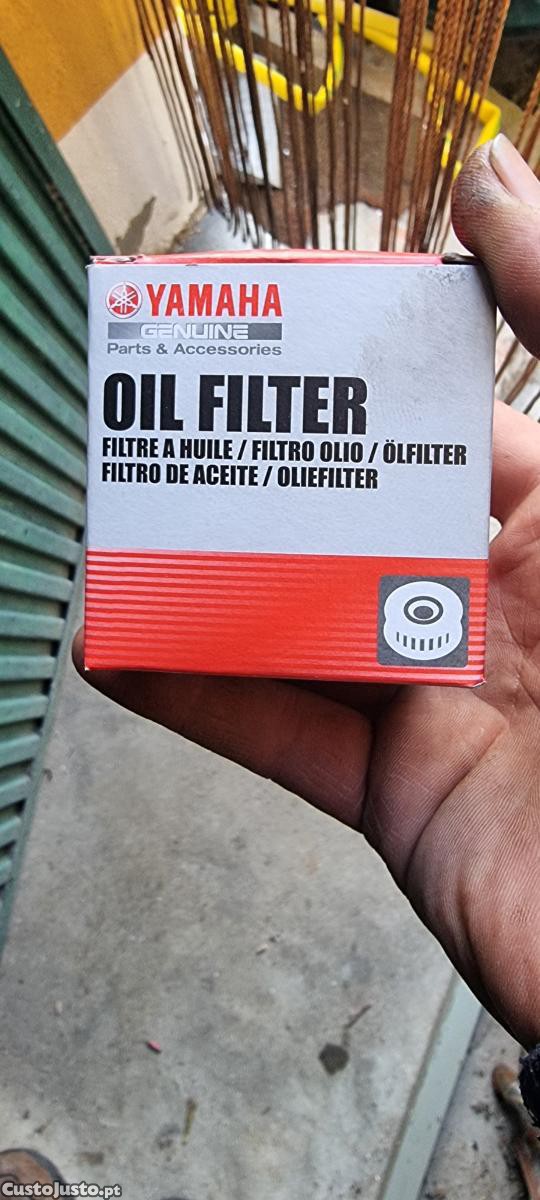 YAMAHA
GENUINE
Parts & Accessories
OIL FILTER
FILTRE A HUILE / FILTRO OLIO / ÖLFILTER
FILTRO DE ACEITE / OLIEFILTER
CustoJusto.pt